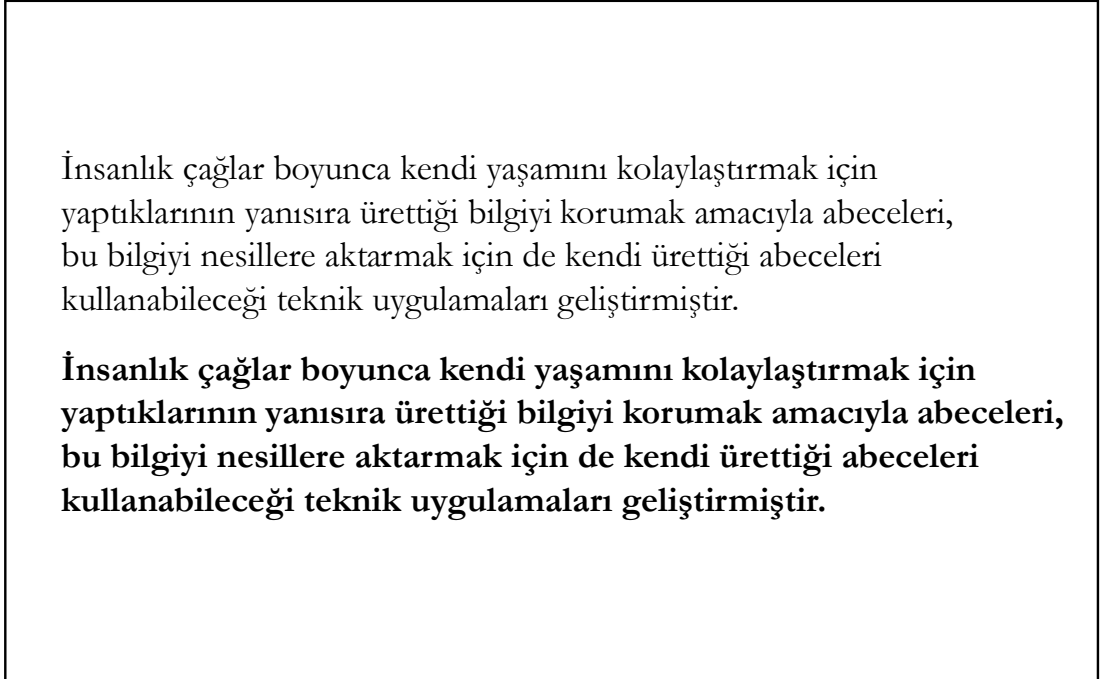 İnsanlık çağlar boyunca kendi yaşamını kolaylaştırmak için
yaptıklarının yanısıra ürettiği bilgiyi korumak amacıyla abeceleri,
bu bilgiyi nesillere aktarmak için de kendi ürettiği abeceleri
kullanabileceği teknik uygulamaları geliştirmiştir.
İnsanlık çağlar boyunca kendi yaşamını kolaylaştırmak için
yaptıklarının yanısıra ürettiği bilgiyi korumak amacıyla abeceleri,
bu bilgiyi nesillere aktarmak için de kendi ürettiği abeceleri
kullanabileceği teknik uygulamaları geliştirmiştir.